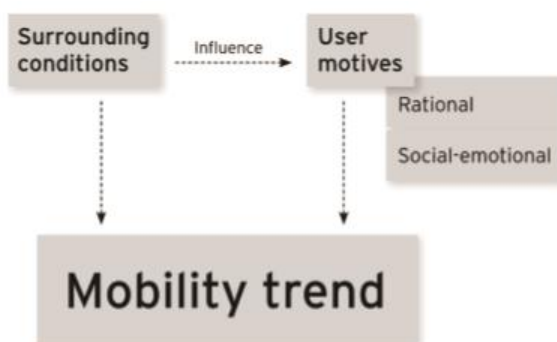 Surrounding
conditions
Influence
User
motives
Rational
Social-emotional
Mobility trend